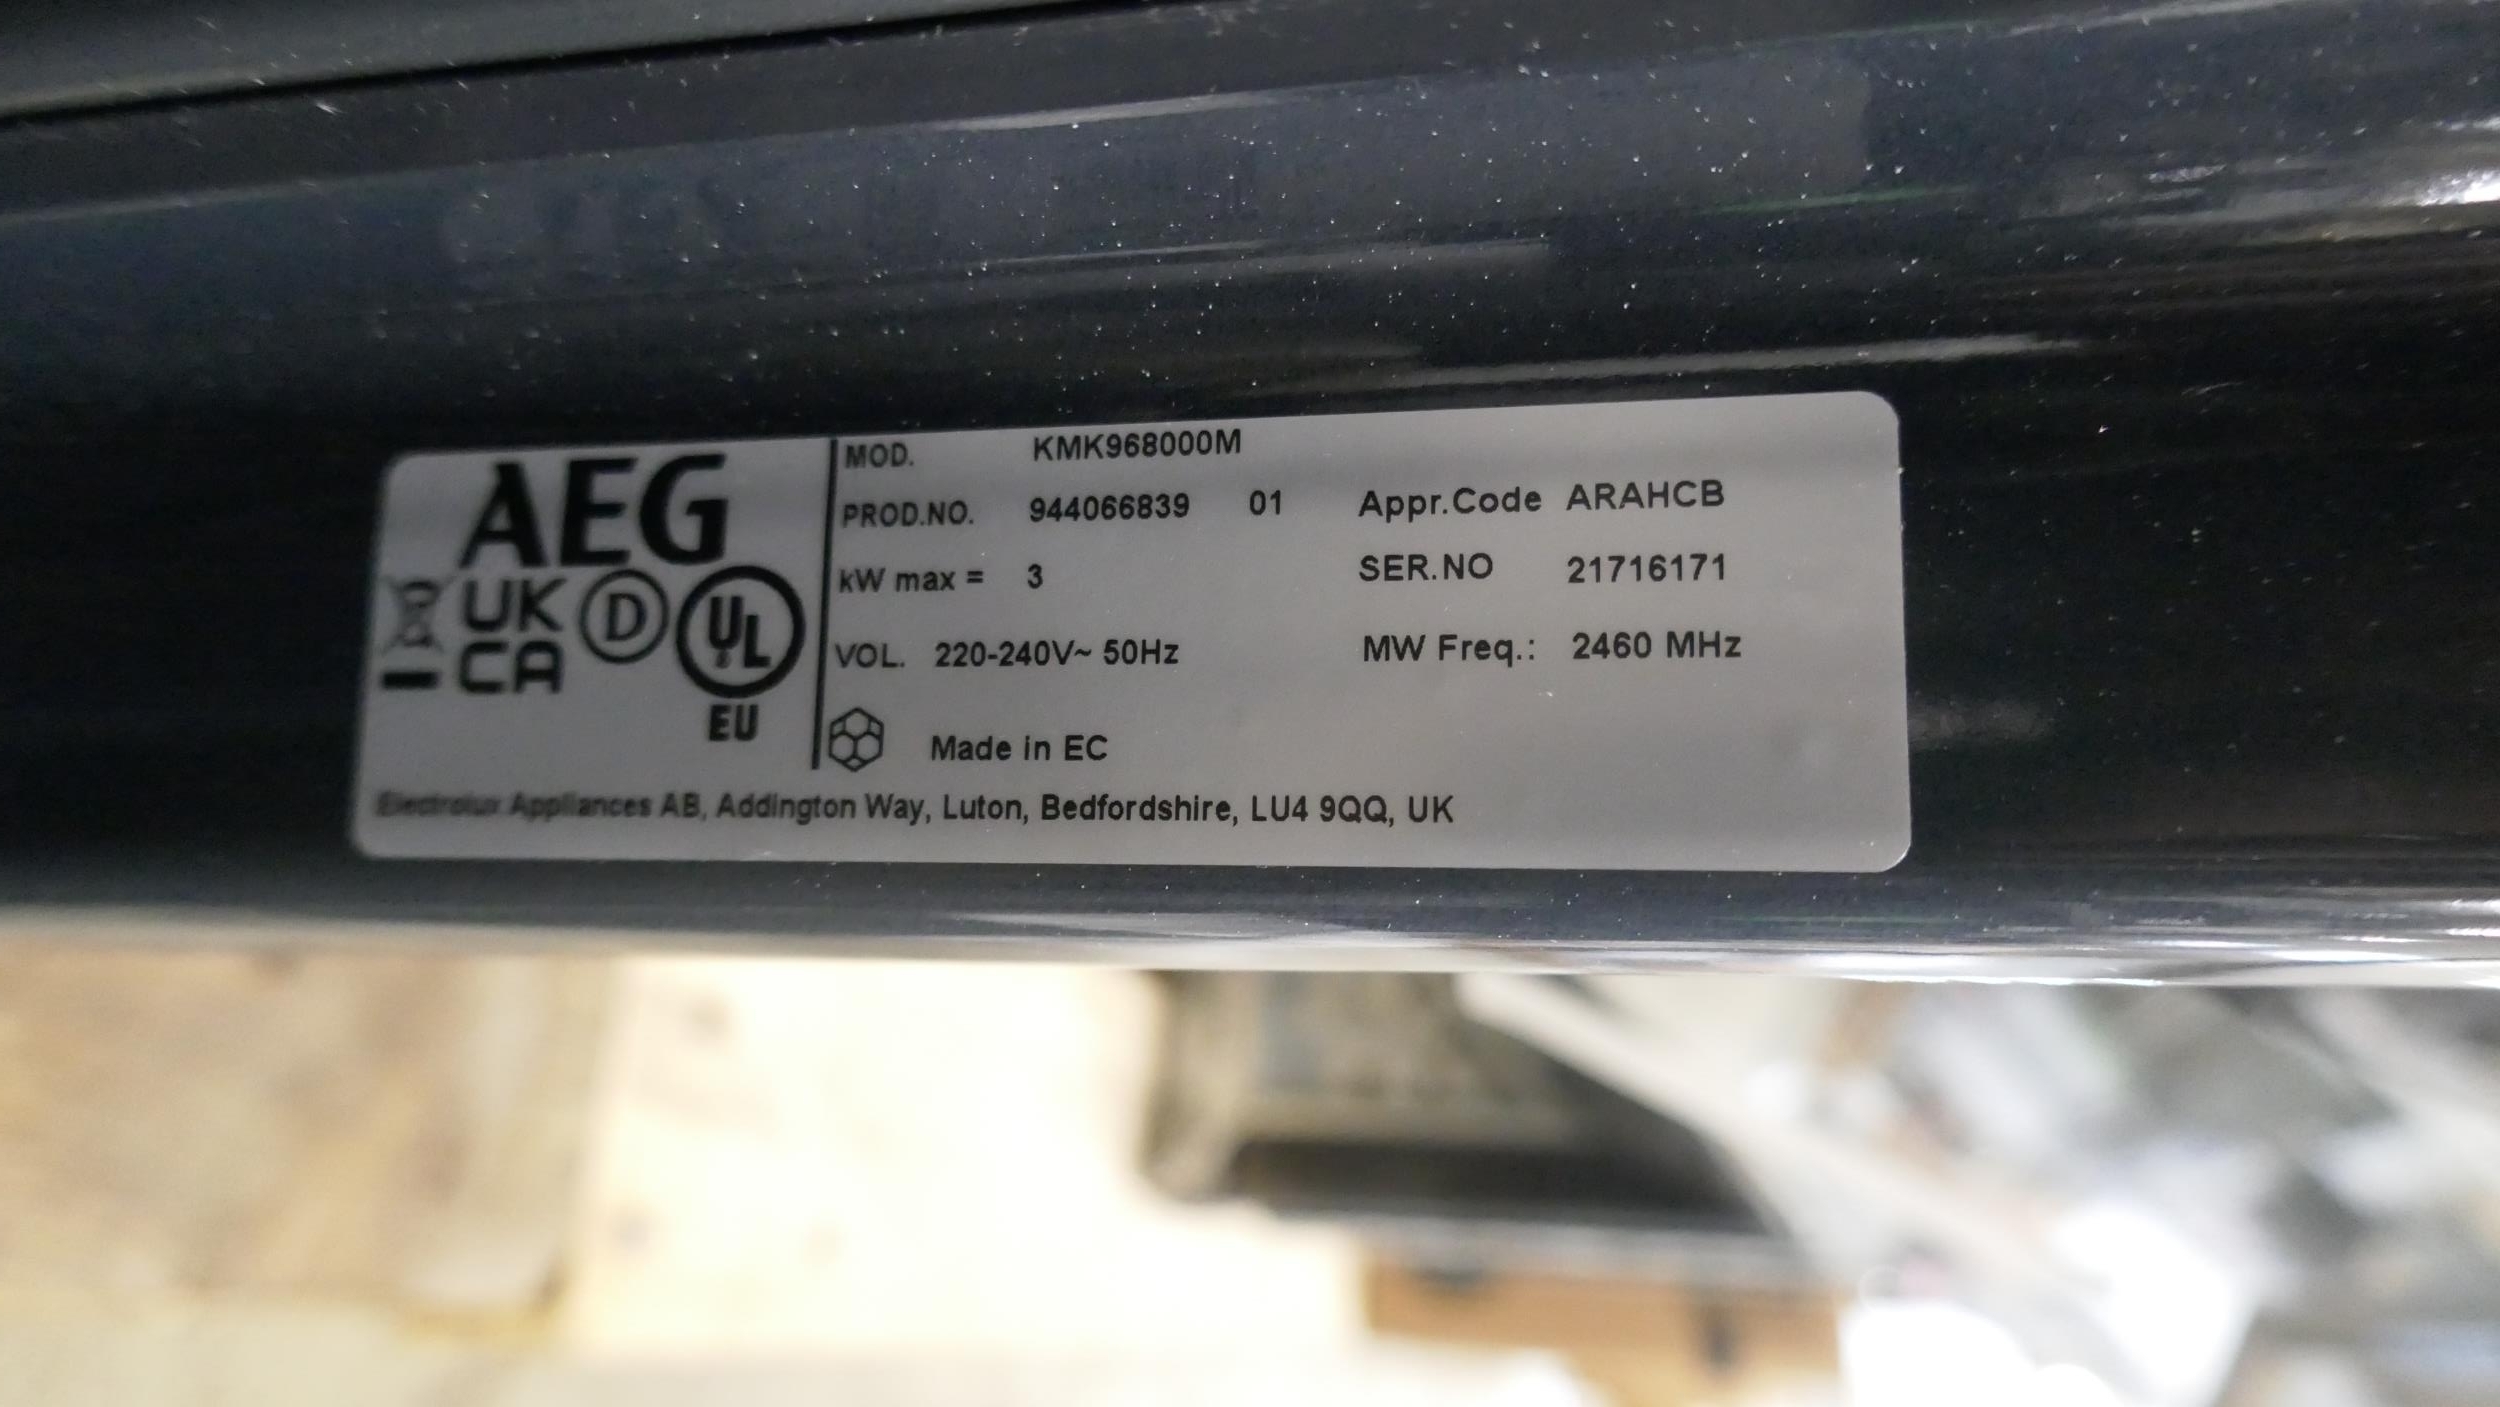 AEG
UK
CA
D
UL
EU
MOD. KMK968000M
PROD.NO. 944066839 01 Appr.Code ARAHCB
kW max = 3 SER.NO 21716171
VOL. 220-240V~ 50Hz MW Freq.: 2460 MHz
Made in EC
Electrolux Appliances AB, Addington Way, Luton, Bedfordshire, LU4 9QQ, UK